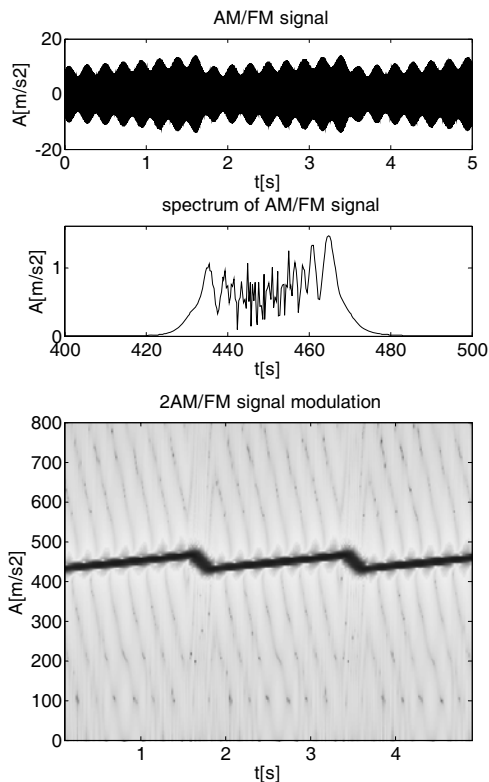 AM/FM signal
20
0
-20
A[m/s2]
0 1 2 3 4 5
t[s]
spectrum of AM/FM signal
1
0
A[m/s2]
400 420 440 460 480 500
t[s]
2AM/FM signal modulation
800
700
600
500
400
300
200
100
0
A[m/s2]
1 2 3 4
t[s]